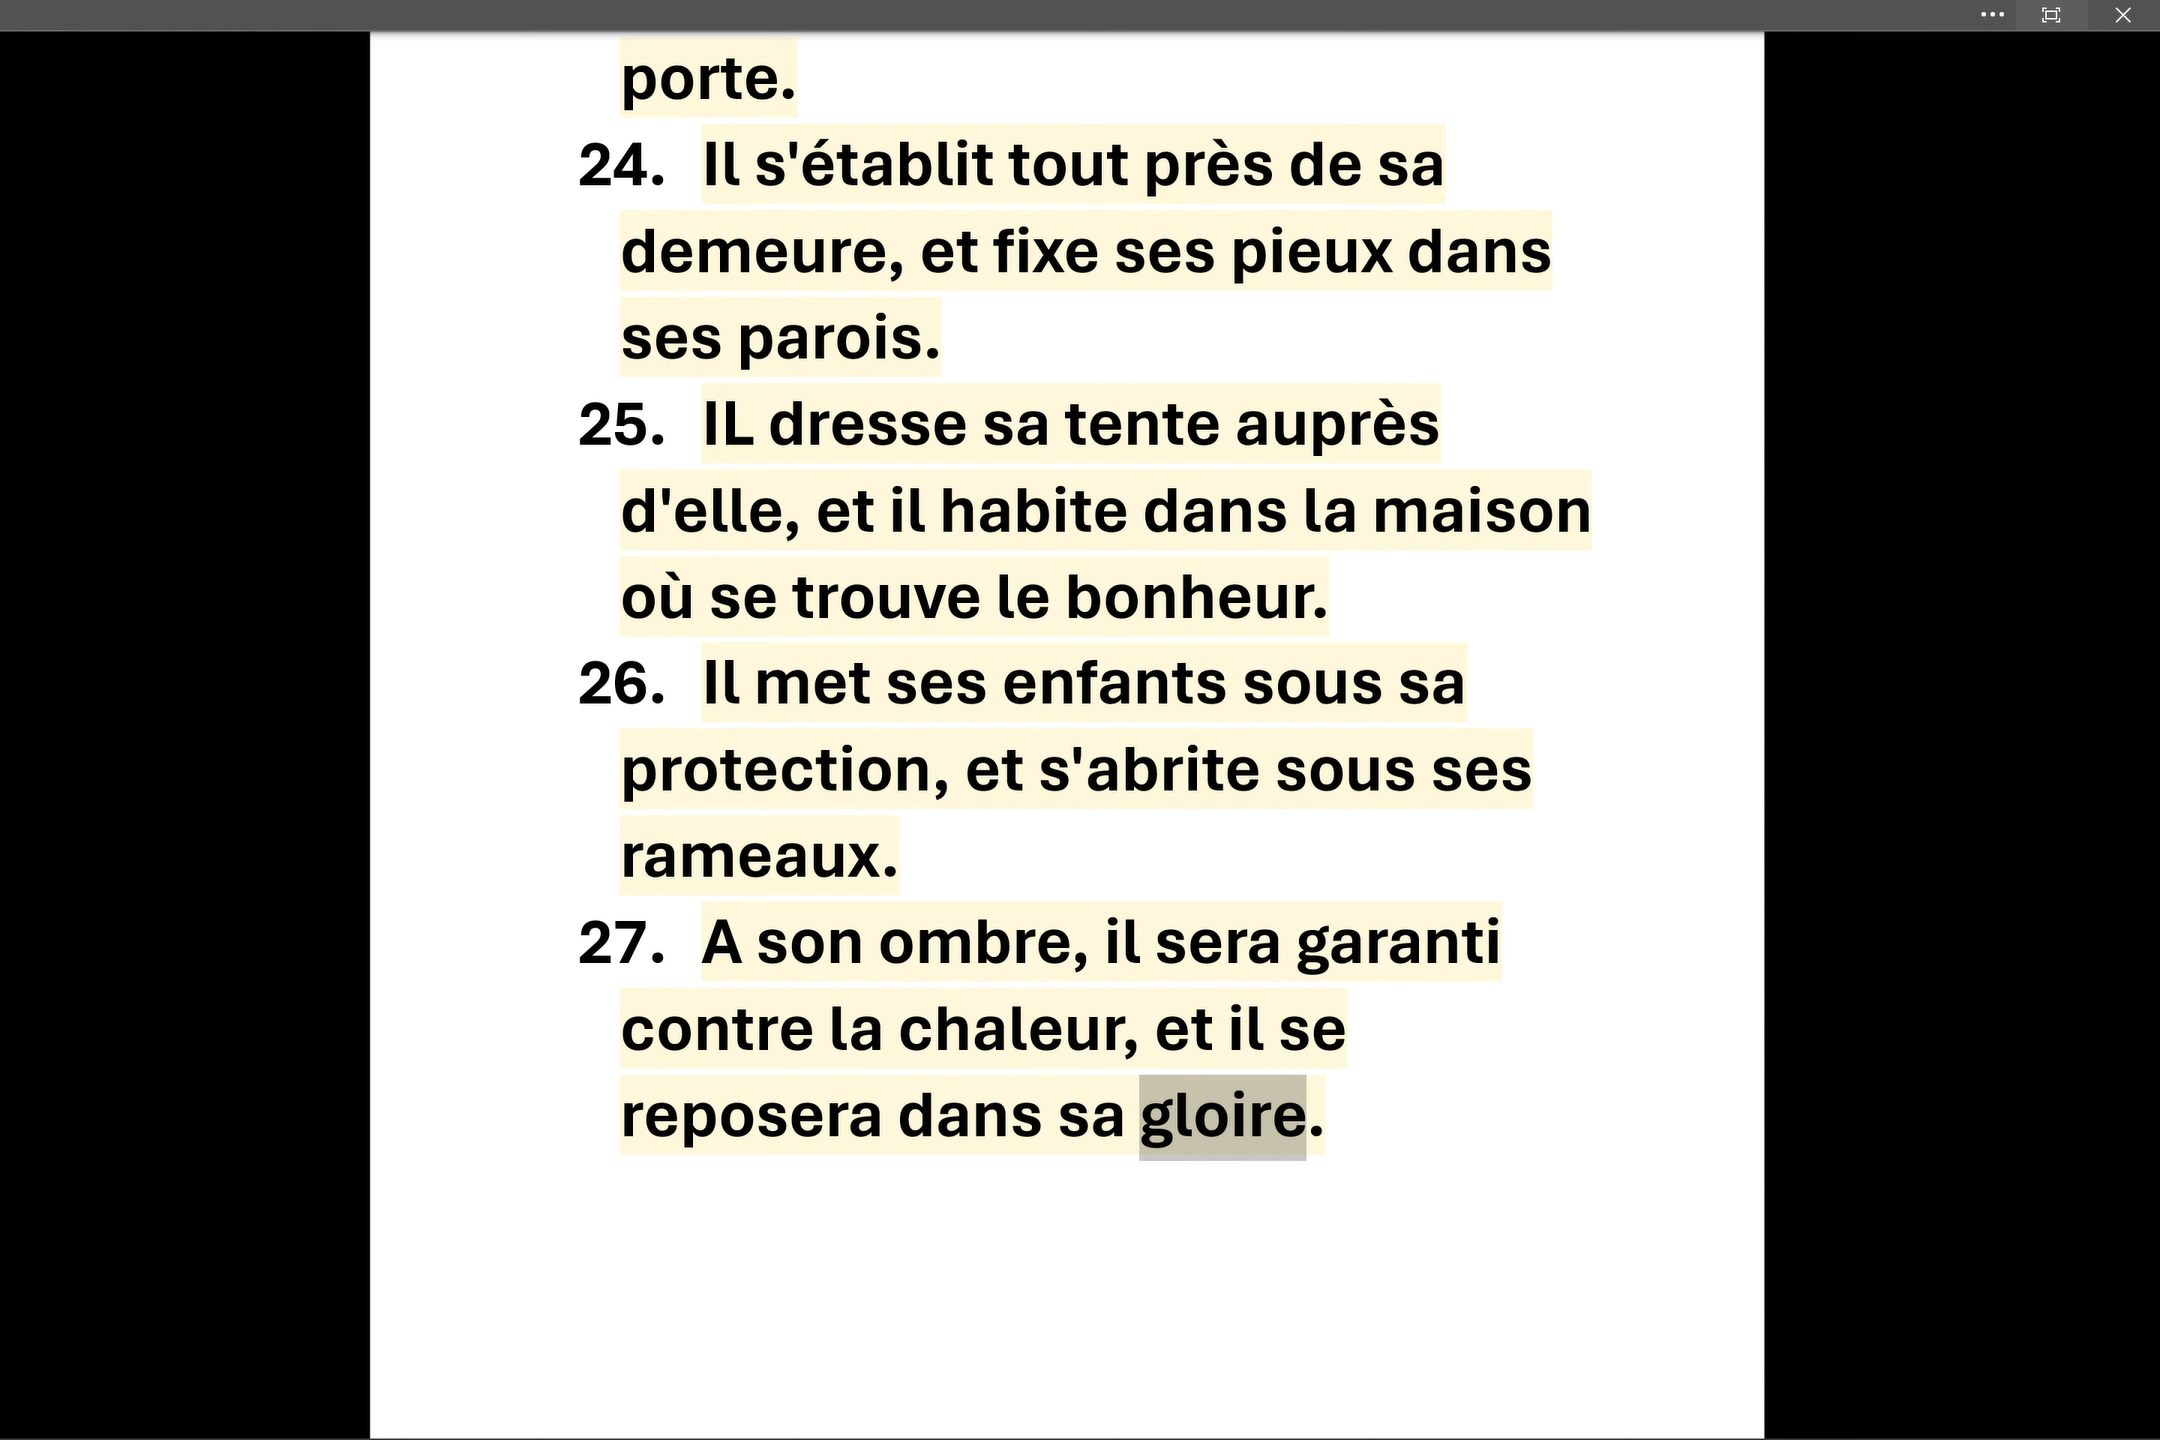 porte.
24. Il s'établit tout près de sa
demeure, et fixe ses pieux dans
ses parois.
25. IL dresse sa tente auprès
d'elle, et il habite dans la maison
où se trouve le bonheur.
26. Il met ses enfants sous sa
protection, et s'abrite sous ses
rameaux.
27. A son ombre, il sera garanti
contre la chaleur, et il se
reposera dans sa gloire.